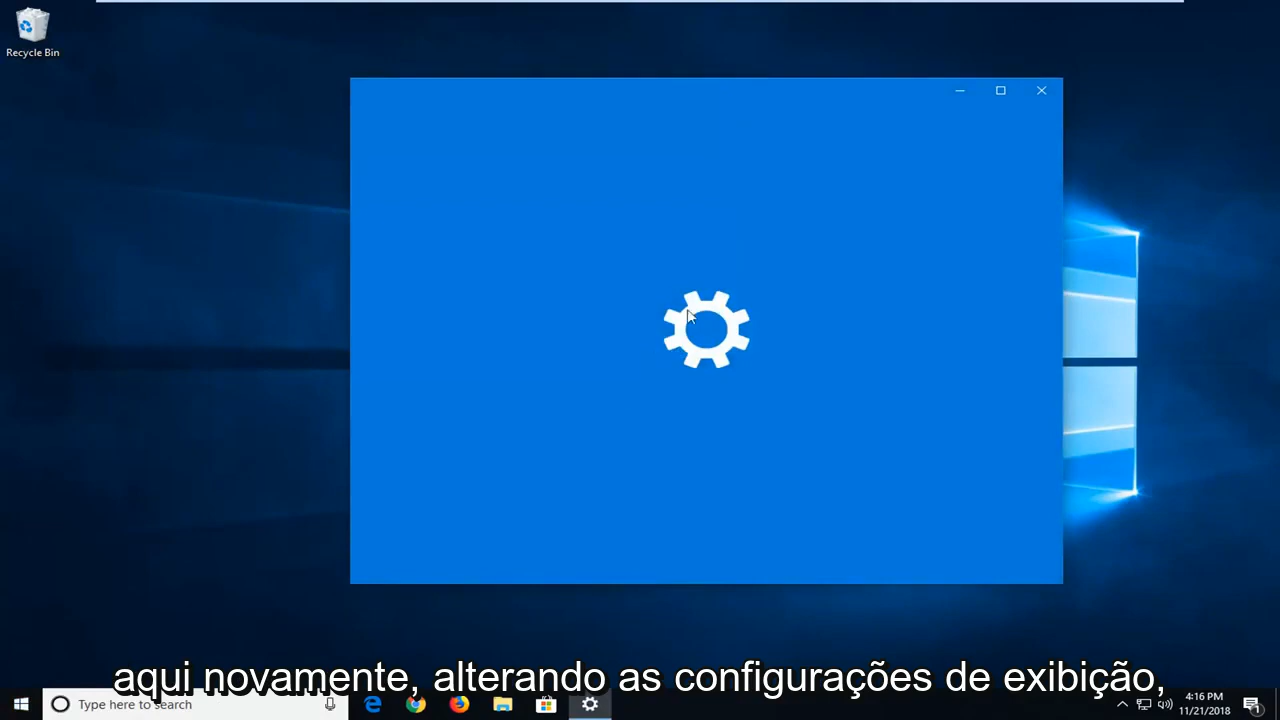 Recycle Bin
aqui novamente, alterando as configurações de exibição,
Type here to search
4:16 PM
11/21/2018
1